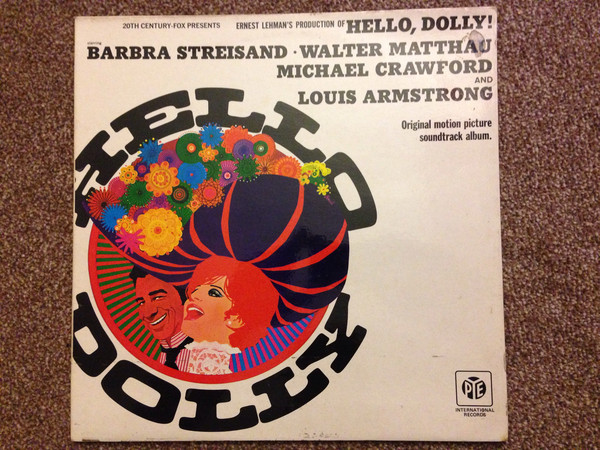 20TH CENTURY-FOX PRESENTS ERNEST LEHMAN'S PRODUCTION OF HELLO, DOLLY!
starring
BARBRA STREISAND · WALTER MATTHAU
MICHAEL CRAWFORD
AND
LOUIS ARMSTRONG
Original motion picture
soundtrack album.
HELLO
DOLLY
PYE
INTERNATIONAL
RECORDS